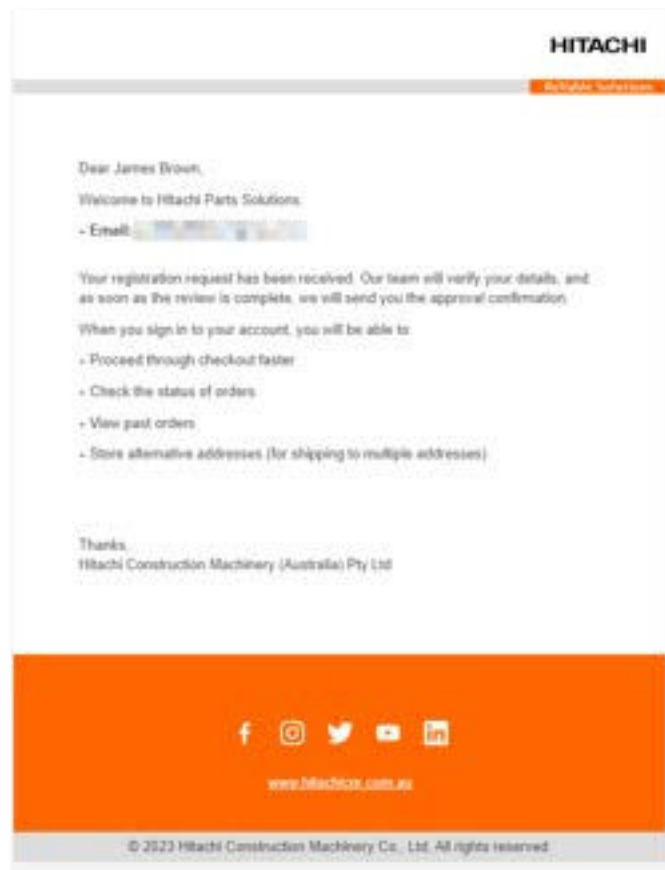 HITACHI
Reliable Solutions
Dear James Brown,
Welcome to Hitachi Parts Solutions
- Email:
Your registration request has been received. Our team will verify your details, and
as soon as the review is complete, we will send you the approval confirmation.
When you sign in to your account, you will be able to
- Proceed through checkout faster
- Check the status of orders
- View past orders
- Store alternative addresses (for shipping to multiple addresses)
Thanks,
Hitachi Construction Machinery (Australia) Pty Ltd
www.hitachicm.com.au
© 2023 Hitachi Construction Machinery Co., Ltd. All rights reserved